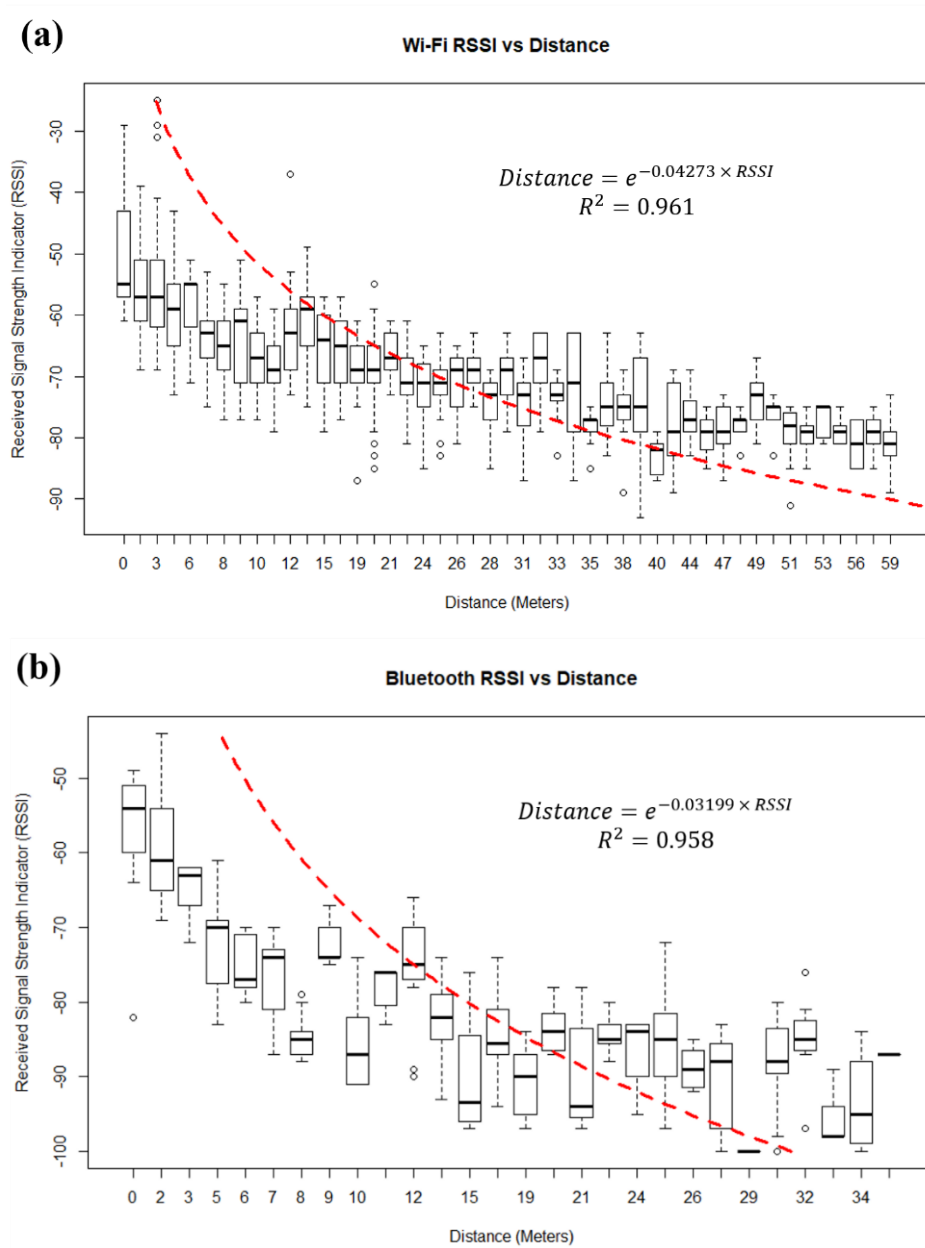 (a)
Wi-Fi RSSI vs Distance
Received Signal Strength Indicator (RSSI)
-30
-40
-50
-60
-70
-80
-90
Distance = e^{-0.04273 × RSSI}
R² = 0.961
0 3 6 8 10 12 15 19 21 24 26 28 31 35 38 40 44 47 49 51 53 56 59
Distance (Meters)
(b)
Bluetooth RSSI vs Distance
Received Signal Strength Indicator (RSSI)
-50
-60
-70
-80
-90
-100
Distance = e^{-0.03199 × RSSI}
R² = 0.958
0 2 3 5 6 7 8 9 10 12 15 19 21 24 26 29 32 34
Distance (Meters)